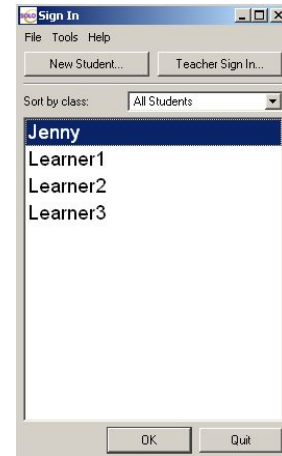 SOLO Sign In
File Tools Help
New Student... Teacher Sign In...
Sort by class: All Students
Jenny
Learner1
Learner2
Learner3
OK Quit